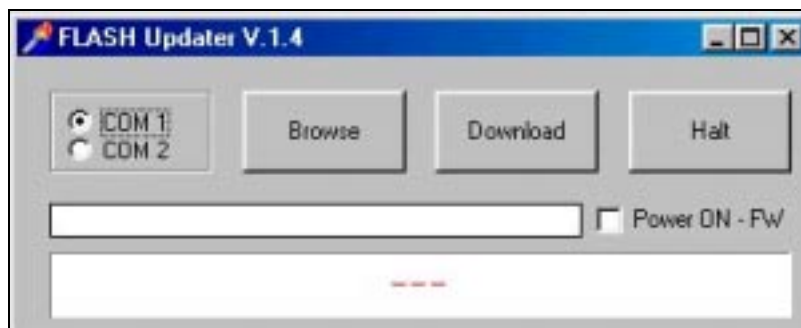 FLASH Updater V.1.4
COM 1
COM 2
Browse
Download
Halt
Power ON - FW
---